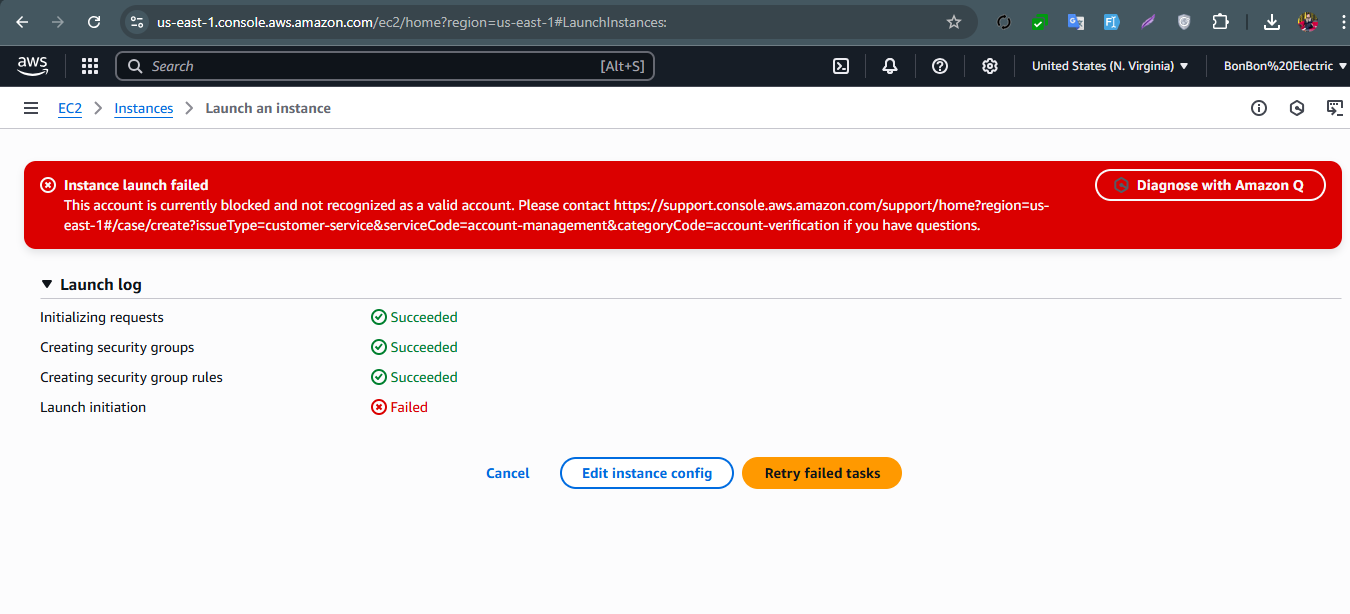 us-east-1.console.aws.amazon.com/ec2/home?region=us-east-1#LaunchInstances:
aws
Search
[Alt+S]
United States (N. Virginia)
BonBon%20Electric
EC2
Instances
Launch an instance
Instance launch failed
Diagnose with Amazon Q
This account is currently blocked and not recognized as a valid account. Please contact https://support.console.aws.amazon.com/support/home?region=us-
east-1#/case/create?issueType=customer-service&serviceCode=account-management&categoryCode=account-verification if you have questions.
Launch log
Initializing requests
Succeeded
Creating security groups
Succeeded
Creating security group rules
Succeeded
Launch initiation
Failed
Cancel
Edit instance config
Retry failed tasks